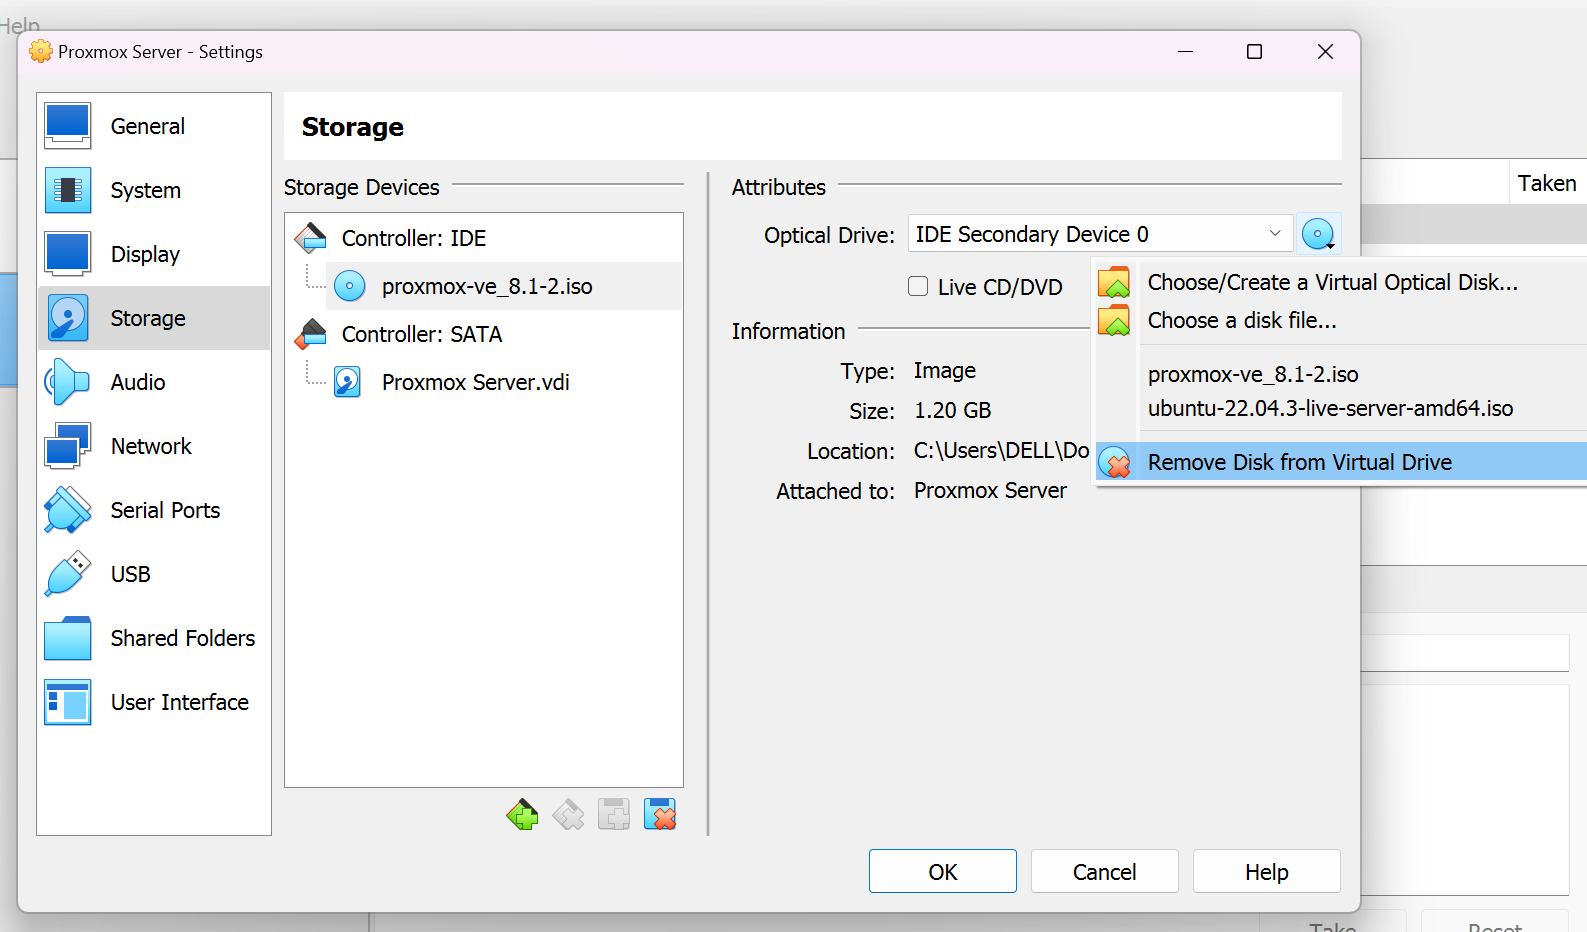 Help
Proxmox Server - Settings
General
System
Display
Storage
Audio
Network
Serial Ports
USB
Shared Folders
User Interface
Storage
Storage Devices
Controller: IDE
proxmox-ve_8.1-2.iso
Controller: SATA
Proxmox Server.vdi
Attributes
Optical Drive: IDE Secondary Device 0
Live CD/DVD
Information
Type: Image
Size: 1.20 GB
Location: C:\Users\DELL\Do
Attached to: Proxmox Server
Choose/Create a Virtual Optical Disk...
Choose a disk file...
proxmox-ve_8.1-2.iso
ubuntu-22.04.3-live-server-amd64.iso
Remove Disk from Virtual Drive
OK Cancel Help
Taken
Take Reset